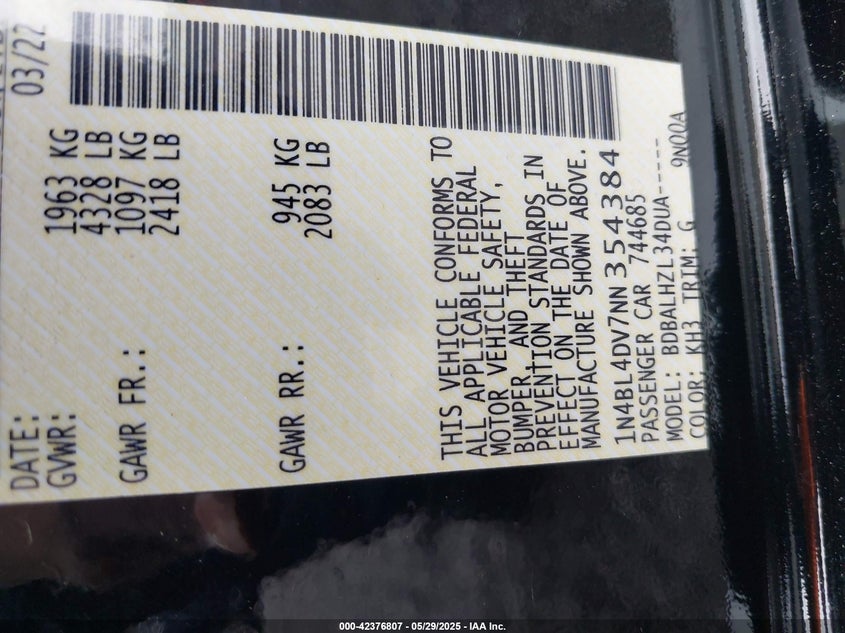 DATE: 03/22
GVWR: 1963 KG
4328 LB
GAWR FR.: 1097 KG
2418 LB
GAWR RR.: 945 KG
2083 LB
THIS VEHICLE CONFORMS TO
ALL APPLICABLE FEDERAL
MOTOR VEHICLE SAFETY,
BUMPER, AND THEFT
PREVENTION STANDARDS IN
EFFECT ON THE DATE OF
MANUFACTURE SHOWN ABOVE.
1N4BL4DV7NN354384
PASSENGER CAR 744685
MODEL: BDBALHZL34DUA-----
COLOR: KH3 TRIM: G 9NQQA
000-42376807 - 05/29/2025 - IAA Inc.